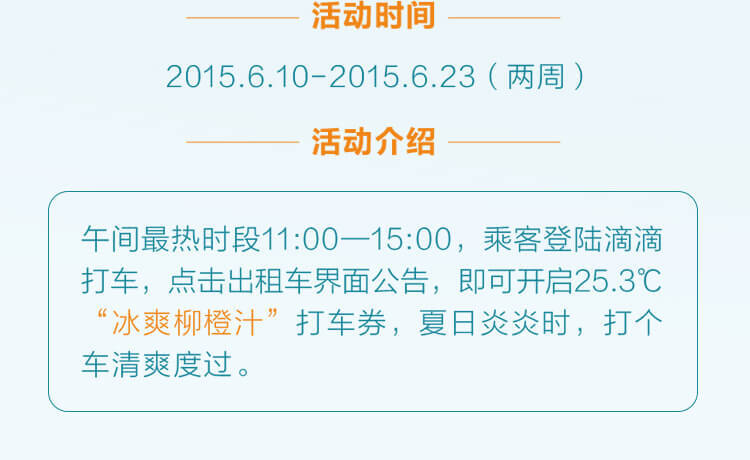 活动时间
2015.6.10-2015.6.23（两周）
活动介绍
午间最热时段11:00—15:00，乘客登陆滴滴
打车，点击出租车界面公告，即可开启25.3℃
“冰爽柳橙汁”打车券，夏日炎炎时，打个
车清爽度过。